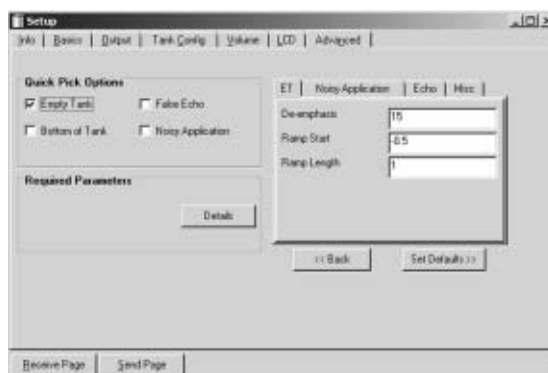 Setup
Info | Basics | Output | Tank Config | Volume | LCD | Advanced |
Quick Pick Options
Empty Tank
False Echo
Bottom of Tank
Noisy Application
Required Parameters
Details
ET | Noisy Application | Echo | Misc
De-emphasis
15
Ramp Start
-0.5
Ramp Length
1
<< Back
Set Defaults >>
Receive Page
Send Page